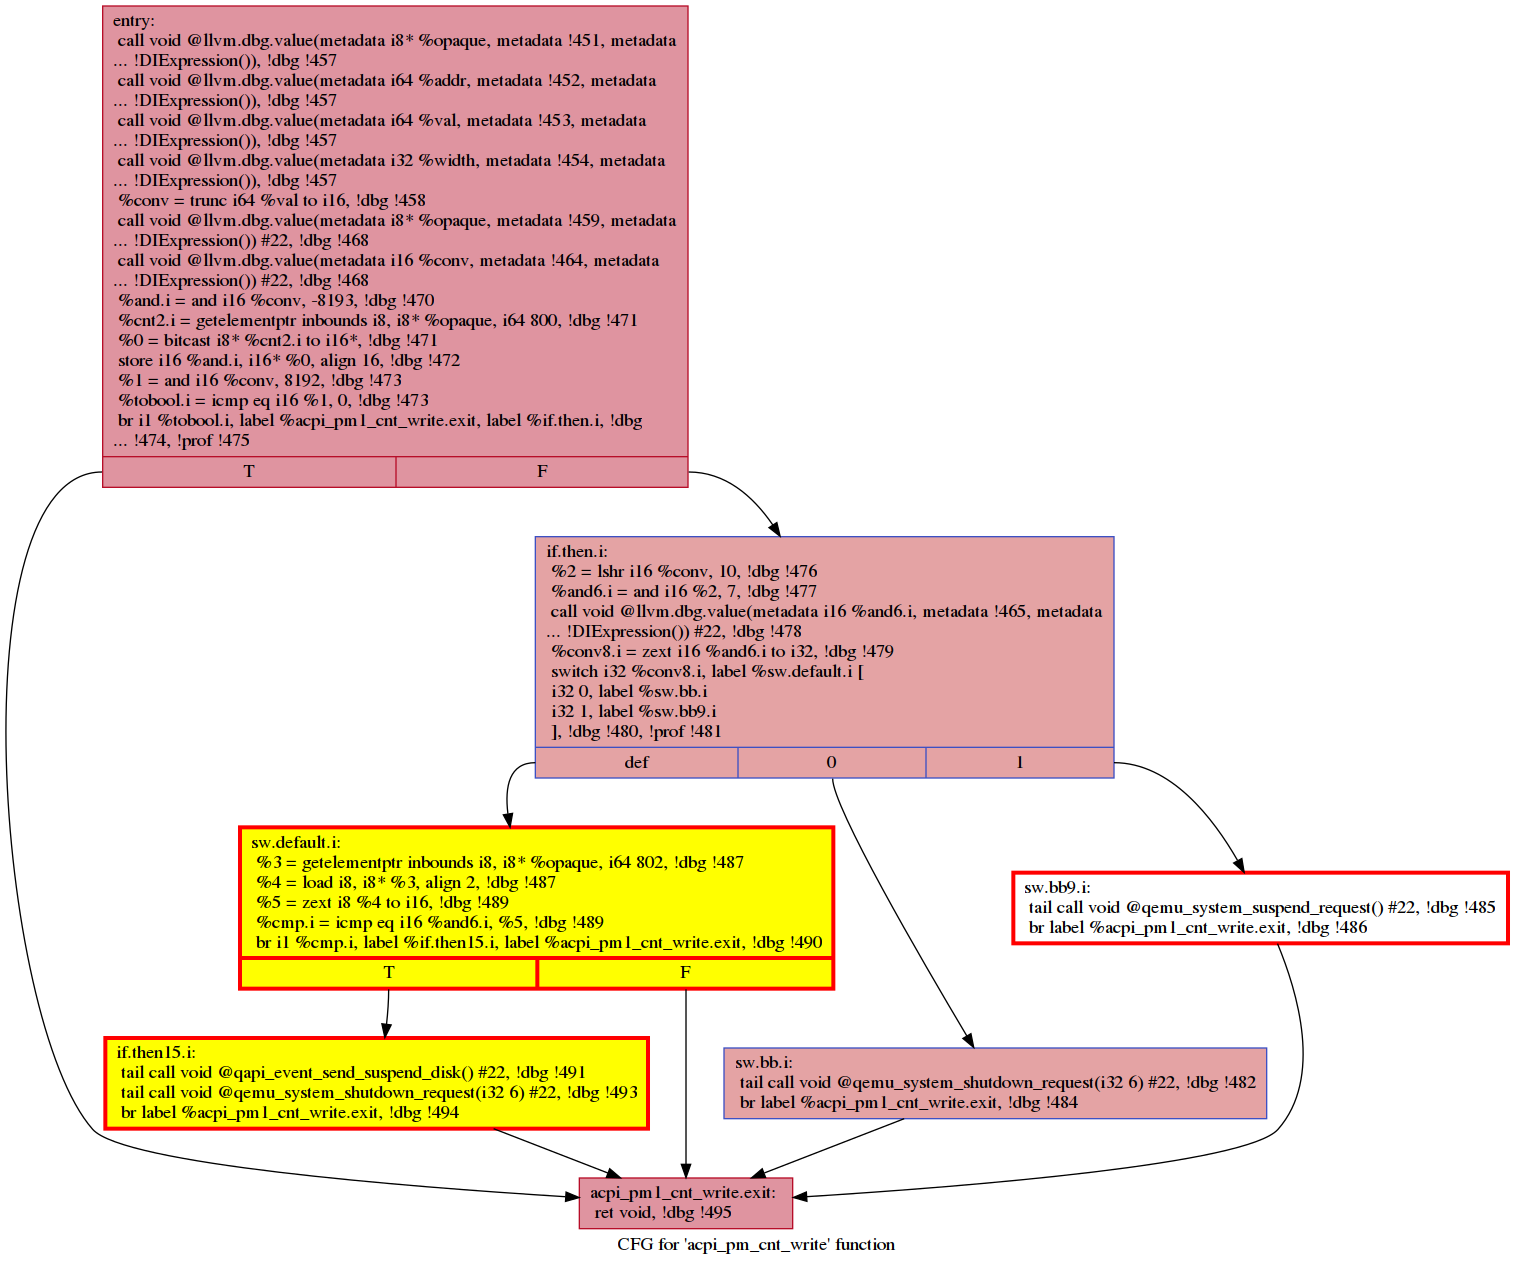 entry:
call void @llvm.dbg.value(metadata i8* %opaque, metadata !451, metadata
... !DIExpression()), !dbg !457
call void @llvm.dbg.value(metadata i64 %addr, metadata !452, metadata
... !DIExpression()), !dbg !457
call void @llvm.dbg.value(metadata i64 %val, metadata !453, metadata
... !DIExpression()), !dbg !457
call void @llvm.dbg.value(metadata i32 %width, metadata !454, metadata
... !DIExpression()), !dbg !457
%conv = trunc i64 %val to i16, !dbg !458
call void @llvm.dbg.value(metadata i8* %opaque, metadata !459, metadata
... !DIExpression()) #22, !dbg !468
call void @llvm.dbg.value(metadata i16 %conv, metadata !464, metadata
... !DIExpression()) #22, !dbg !468
%and.i = and i16 %conv, -8193, !dbg !470
%cnt2.i = getelementptr inbounds i8, i8* %opaque, i64 800, !dbg !471
%0 = bitcast i8* %cnt2.i to i16*, !dbg !471
store i16 %and.i, i16* %0, align 16, !dbg !472
%1 = and i16 %conv, 8192, !dbg !473
%tobool.i = icmp eq i16 %1, 0, !dbg !473
br i1 %tobool.i, label %acpi_pm1_cnt_write.exit, label %if.then.i, !dbg
... !474, !prof !475
T F
if.then.i:
%2 = lshr i16 %conv, 10, !dbg !476
%and6.i = and i16 %2, 7, !dbg !477
call void @llvm.dbg.value(metadata i16 %and6.i, metadata !465, metadata
... !DIExpression()) #22, !dbg !478
%conv8.i = zext i16 %and6.i to i32, !dbg !479
switch i32 %conv8.i, label %sw.default.i [
i32 0, label %sw.bb.i
i32 1, label %sw.bb9.i
], !dbg !480, !prof !481
def 0 1
sw.default.i:
%3 = getelementptr inbounds i8, i8* %opaque, i64 802, !dbg !487
%4 = load i8, i8* %3, align 2, !dbg !487
%5 = zext i8 %4 to i16, !dbg !489
%cmp.i = icmp eq i16 %and6.i, %5, !dbg !489
br i1 %cmp.i, label %if.then15.i, label %acpi_pm1_cnt_write.exit, !dbg !490
T F
sw.bb9.i:
tail call void @qemu_system_suspend_request() #22, !dbg !485
br label %acpi_pm1_cnt_write.exit, !dbg !486
if.then15.i:
tail call void @qapi_event_send_suspend_disk() #22, !dbg !491
tail call void @qemu_system_shutdown_request(i32 6) #22, !dbg !493
br label %acpi_pm1_cnt_write.exit, !dbg !494
sw.bb.i:
tail call void @qemu_system_shutdown_request(i32 6) #22, !dbg !482
br label %acpi_pm1_cnt_write.exit, !dbg !484
acpi_pm1_cnt_write.exit:
ret void, !dbg !495
CFG for 'acpi_pm_cnt_write' function